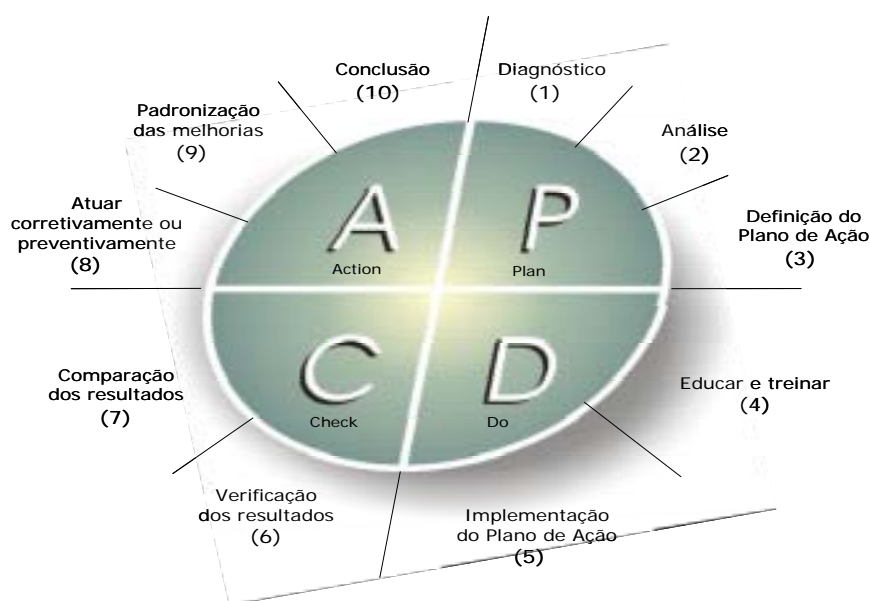 Conclusão
(10)
Diagnóstico
(1)
Padronização
das melhorias
(9)
Análise
(2)
Atuar
corretivamente ou
preventivamente
(8)
Definição do
Plano de Ação
(3)
A
Action
P
Plan
C
Check
D
Do
Comparação
dos resultados
(7)
Educar e treinar
(4)
Verificação
dos resultados
(6)
Implementação
do Plano de Ação
(5)